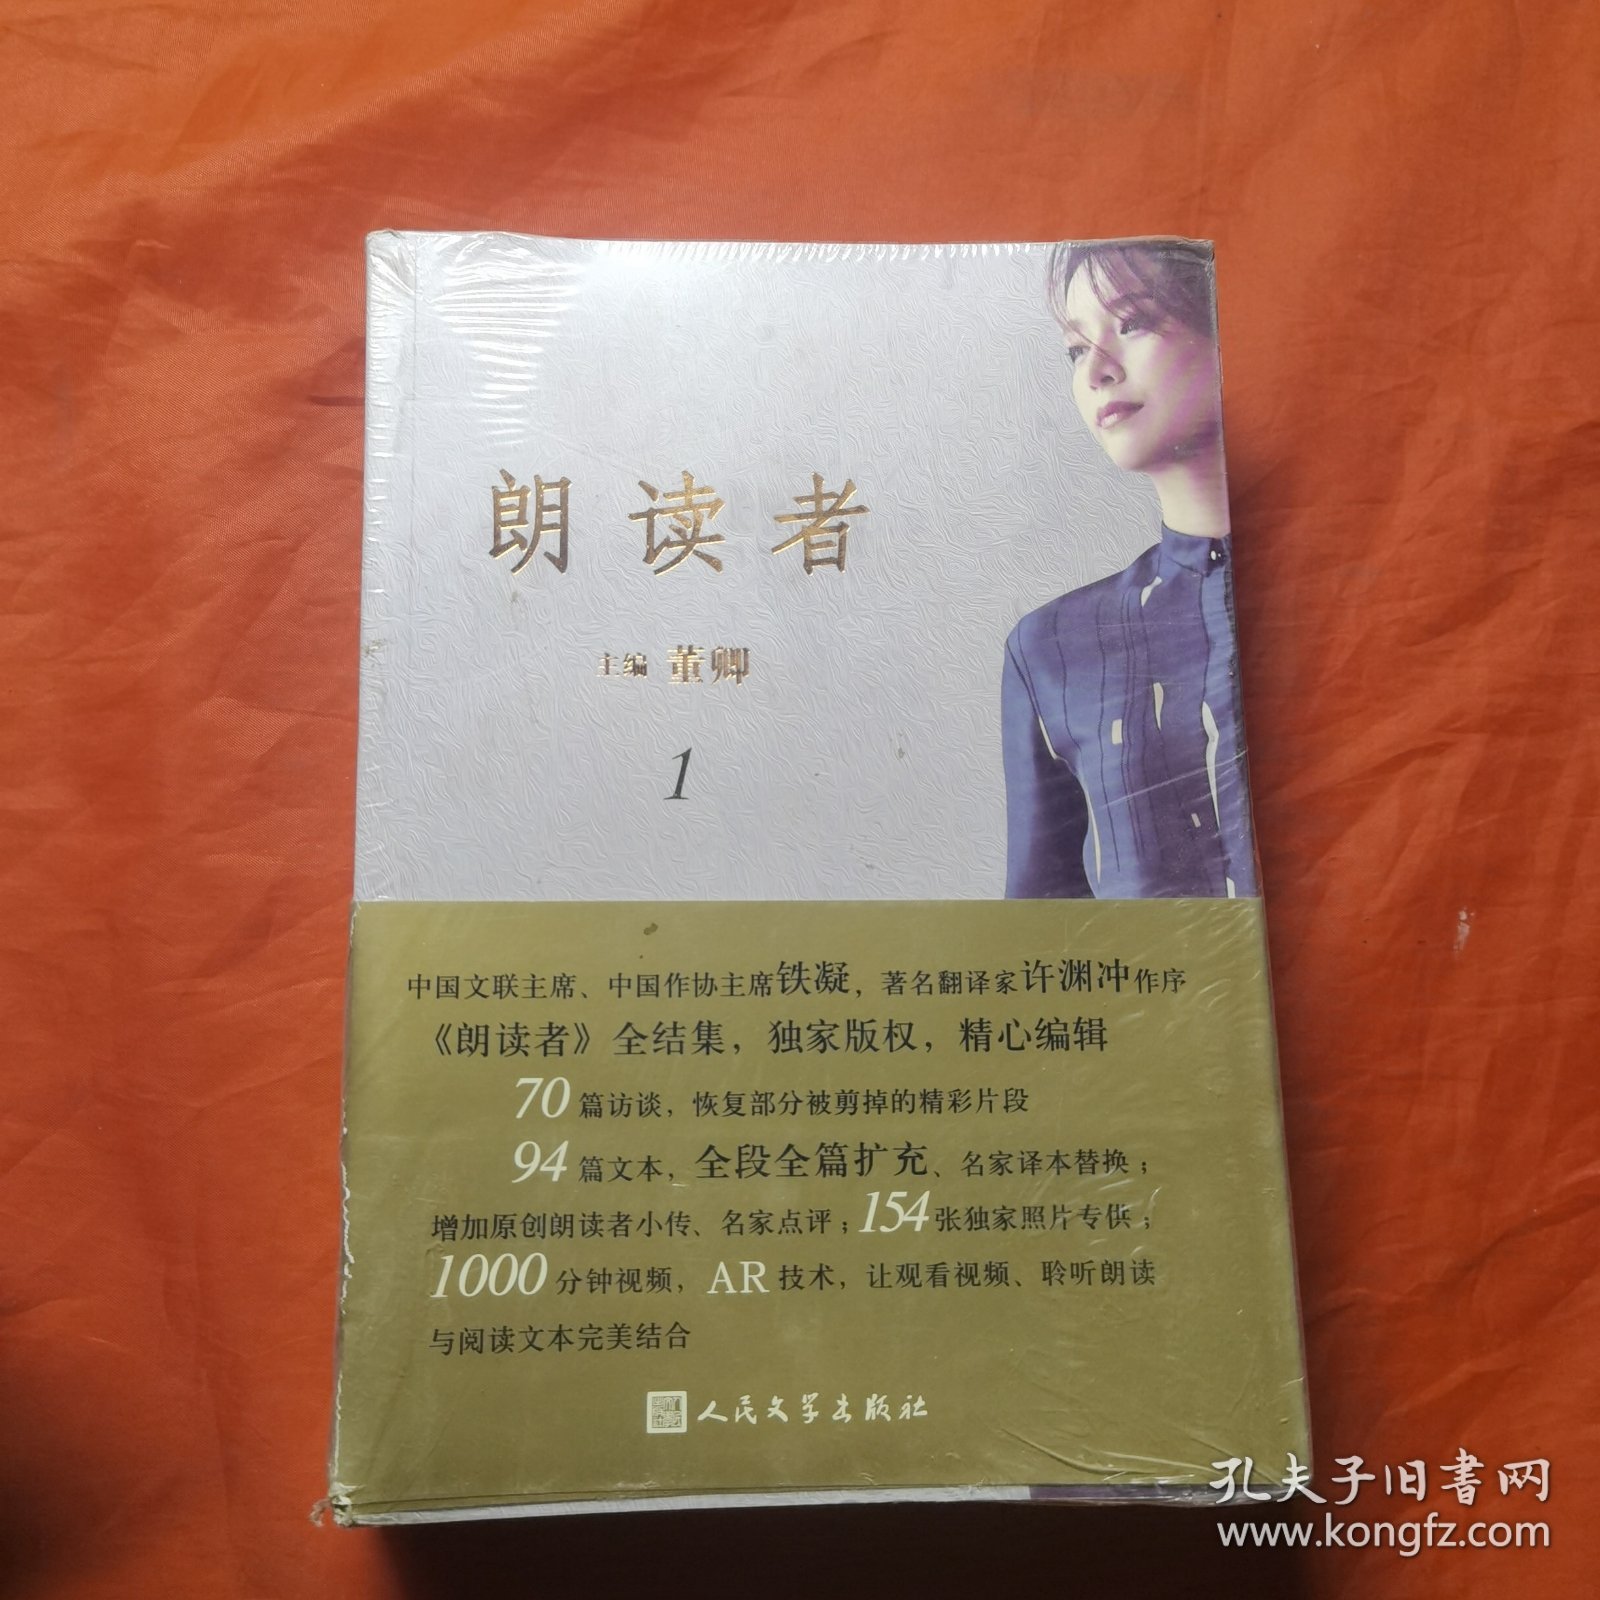 朗读者
主编 董卿
1
中国文联主席、中国作协主席铁凝，著名翻译家许渊冲作序
《朗读者》全结集，独家版权，精心编辑
70篇访谈，恢复部分被剪掉的精彩片段
94篇文本，全段全篇扩充、名家译本替换；
增加原创朗读者小传、名家点评；154张独家照片专供；
1000分钟视频，AR技术，让观看视频、聆听朗读
与阅读文本完美结合
人民文学出版社
孔夫子旧书网
www.kongfz.com